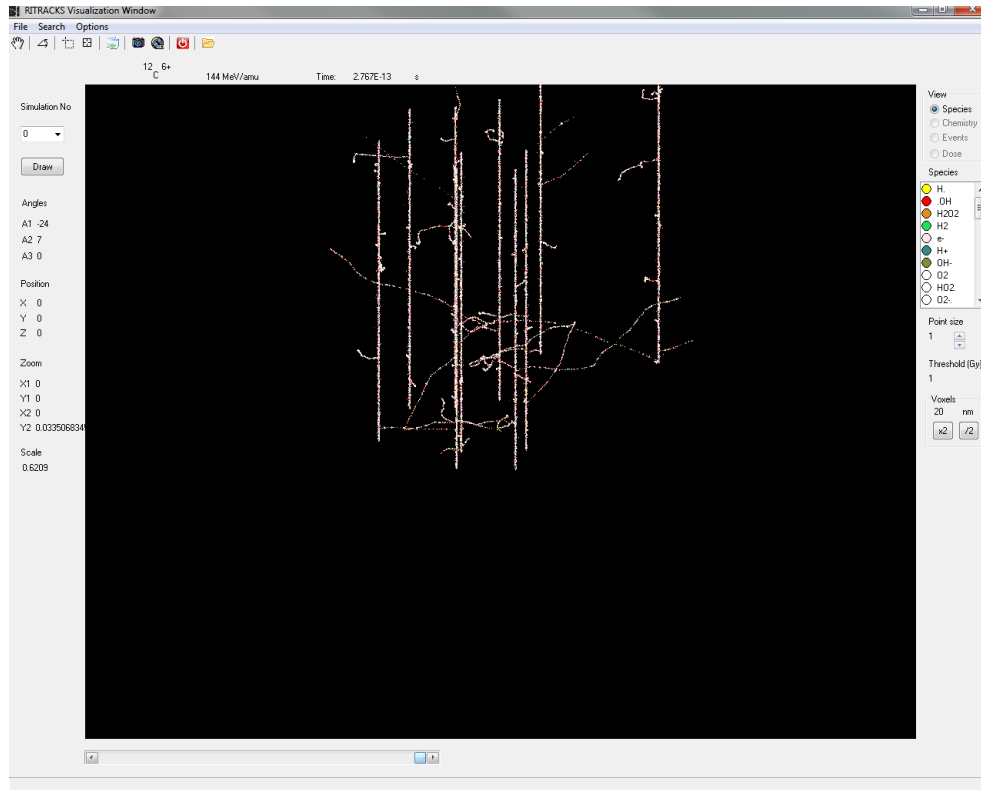 RITRACKS Visualization Window
File Search Options
12 6+
C
144 MeV/amu Time: 2.767E-13 s
Simulation No
0
Draw
Angles
A1 -24
A2 7
A3 0
Position
X 0
Y 0
Z 0
Zoom
X1 0
Y1 0
X2 0
Y2 0.033506834
Scale
0.6209
View
Species
Chemistry
Events
Dose
Species
H.
.OH
H2O2
H2
e-
H+
OH-
O2
HO2
O2-.
Point size
1
Threshold (Gy)
1
Voxels
20 nm
x2 /2